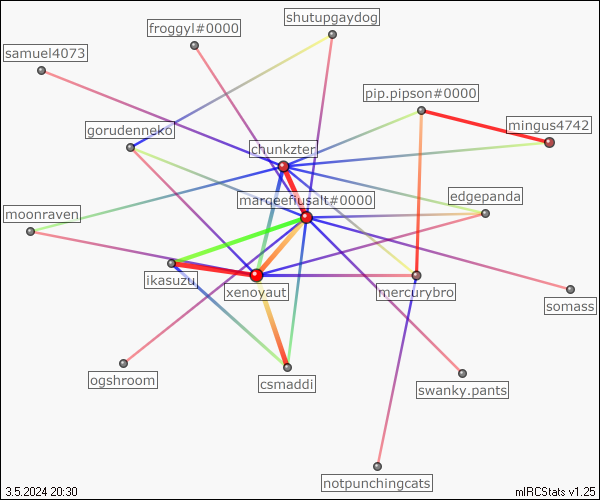 shutupgaydog
froggyl#0000
samuel4073
pip.pipson#0000
mingus4742
gorudenneko
chunkzter
marqeefiusalt#0000
edgepanda
moonraven
ikasuzu
xenoyaut
mercurybro
somass
ogshroom
csmaddi
swanky.pants
notpunchingcats
3.5.2024 20:30
mIRCStats v1.25